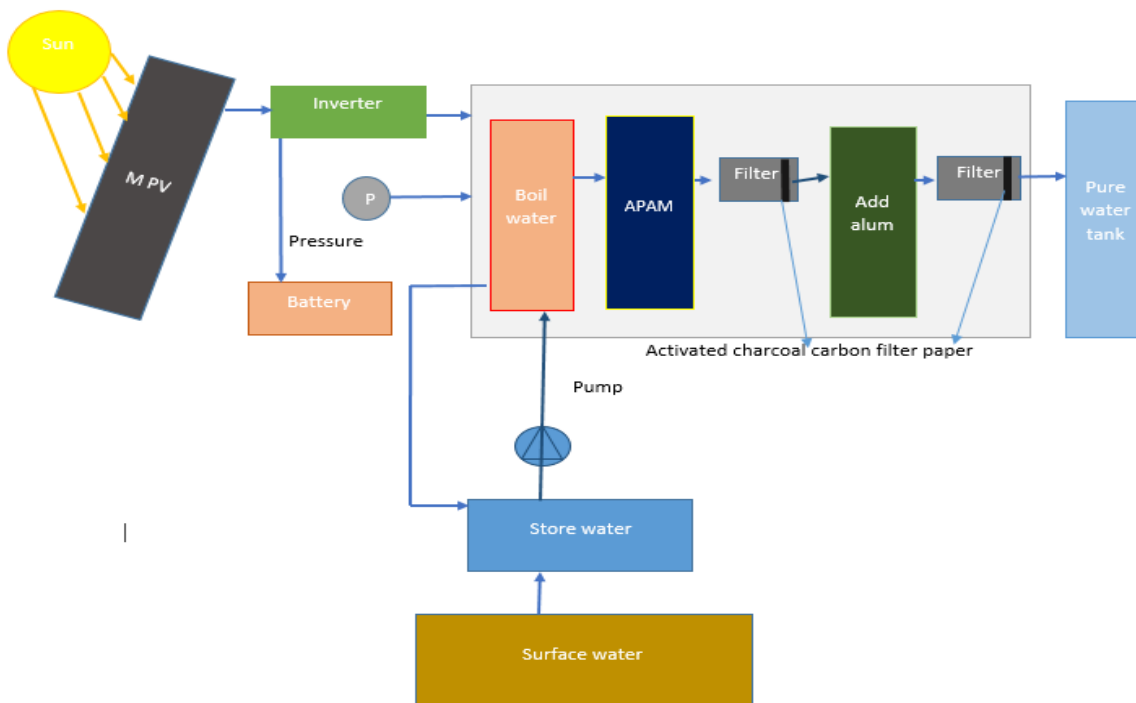 Sun
M PV
Inverter
P
Pressure
Battery
Boil
water
APAM
Filter
Add
alum
Filter
Pure
water
tank
Activated charcoal carbon filter paper
Pump
Store water
Surface water